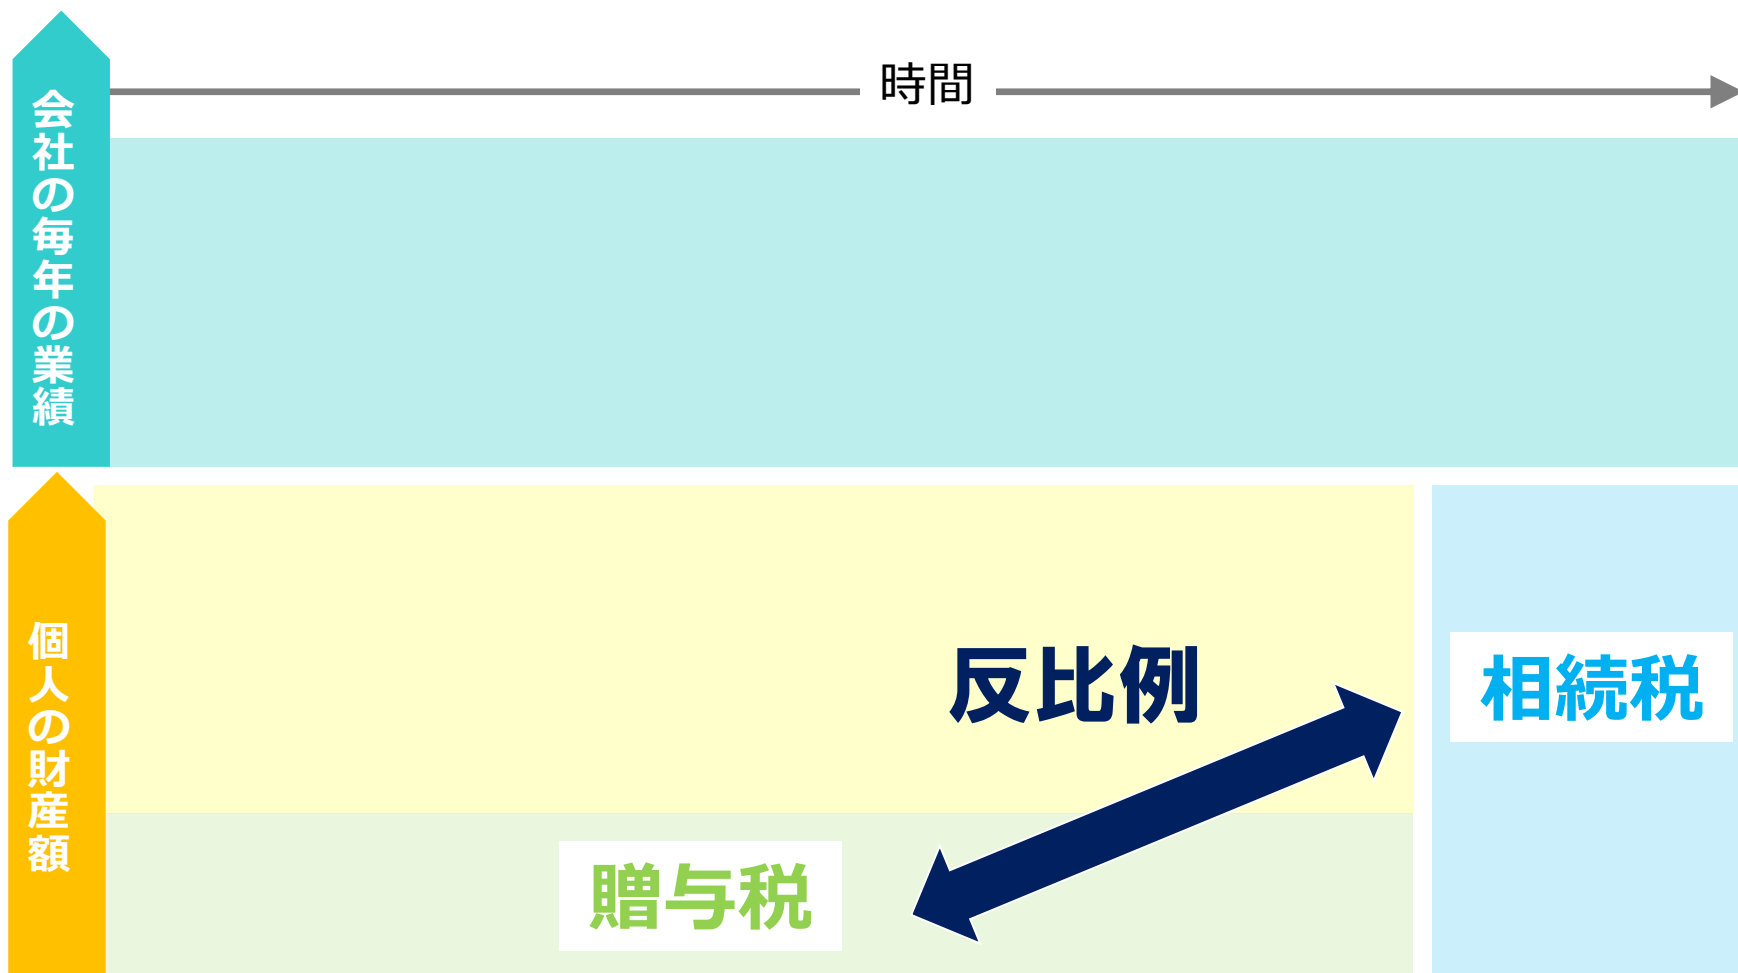 時間
会社の毎年の業績
個人の財産額
反比例
相続税
贈与税